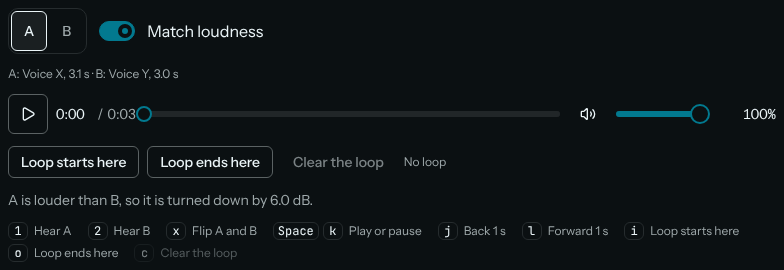 A B Match loudness
A: Voice X, 3.1 s · B: Voice Y, 3.0 s
0:00 / 0:03 100%
Loop starts here Loop ends here Clear the loop No loop
A is louder than B, so it is turned down by 6.0 dB.
1 Hear A 2 Hear B x Flip A and B Space k Play or pause j Back 1 s l Forward 1 s i Loop starts here
o Loop ends here c Clear the loop